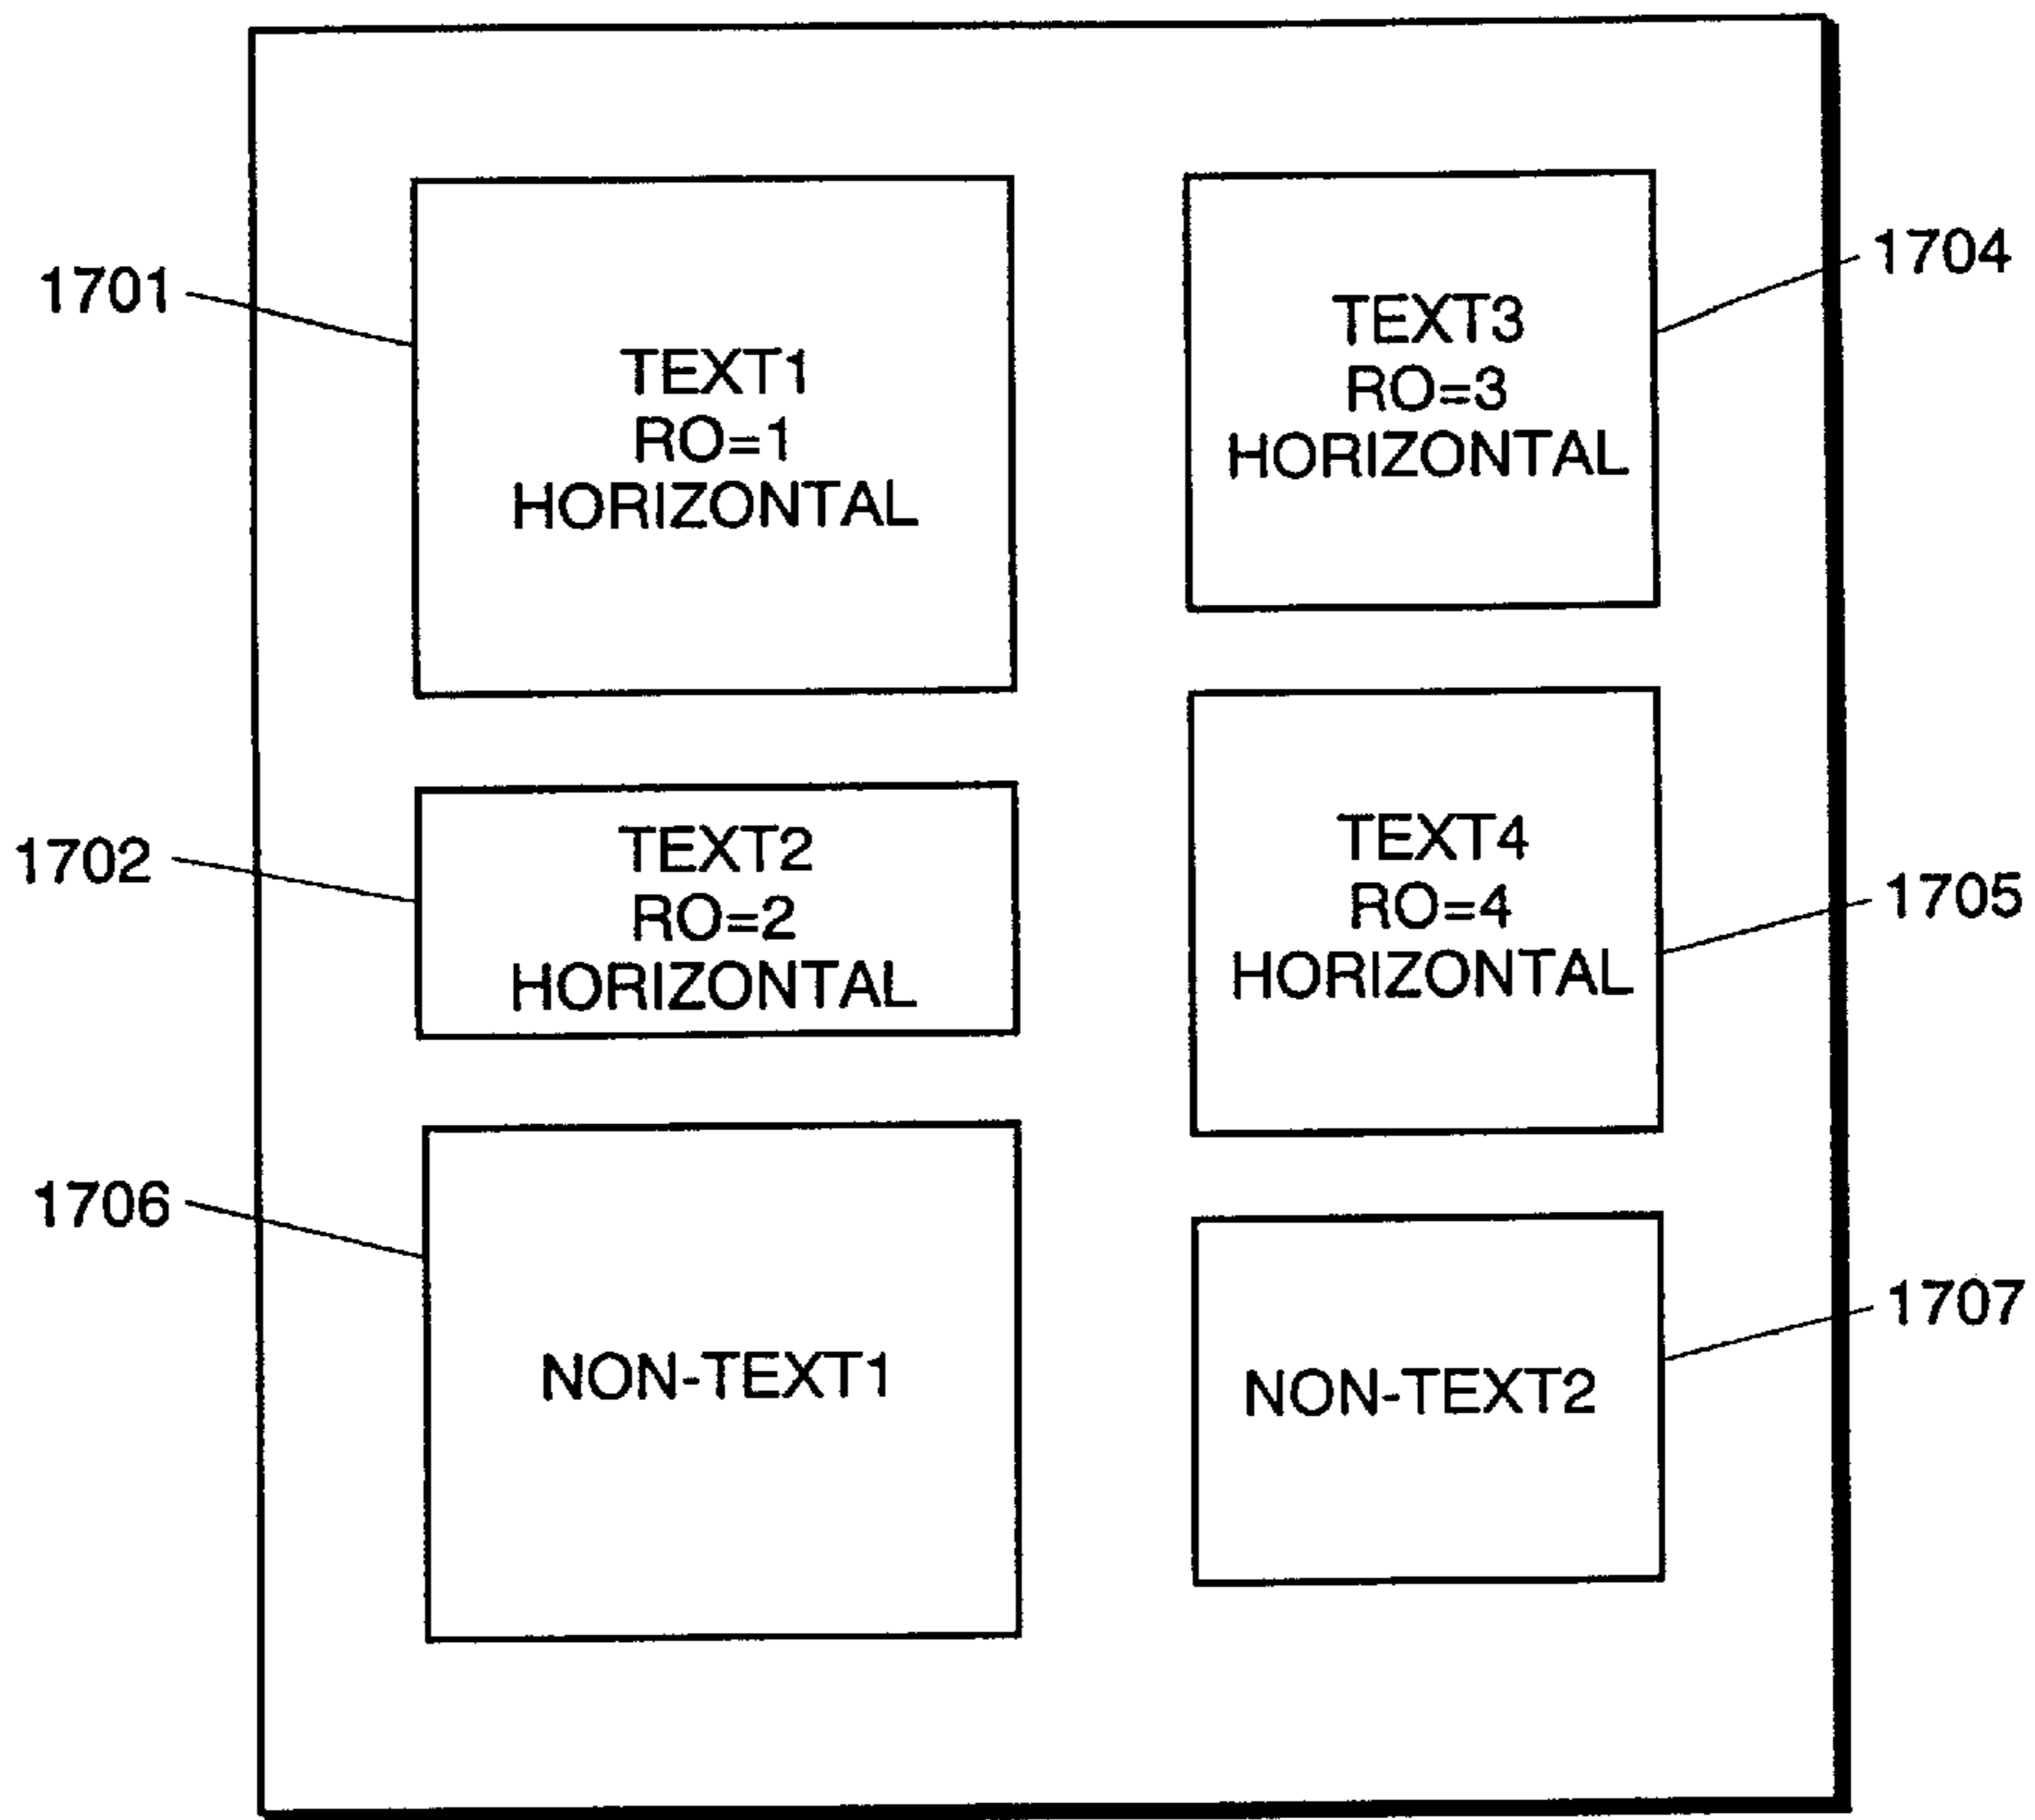 1701
TEXT1
RO=1
HORIZONTAL
1702
TEXT2
RO=2
HORIZONTAL
1706
NON-TEXT1
1704
TEXT3
RO=3
HORIZONTAL
1705
TEXT4
RO=4
HORIZONTAL
1707
NON-TEXT2